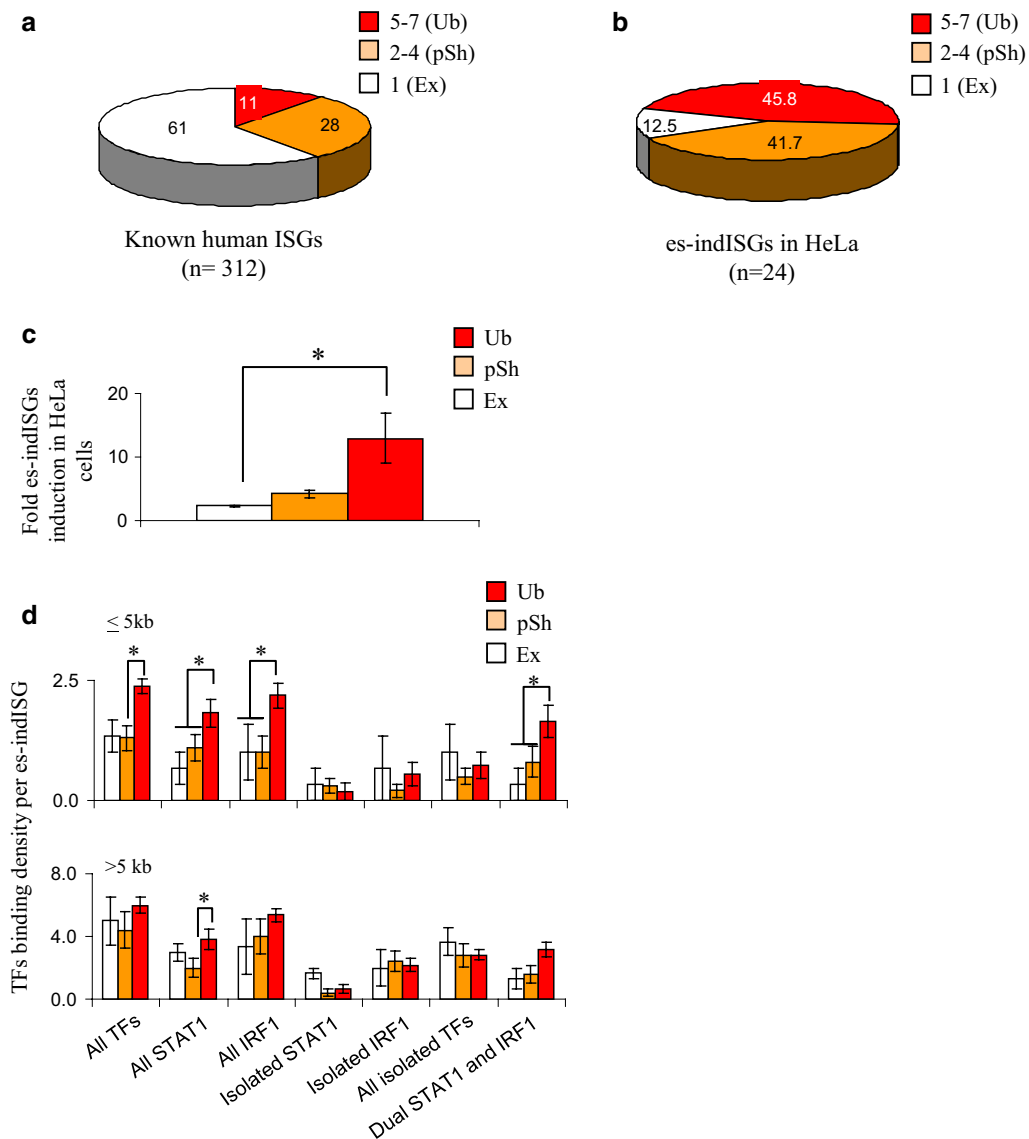 a
5-7 (Ub)
2-4 (pSh)
1 (Ex)
11
28
61
Known human ISGs
(n= 312)
b
5-7 (Ub)
2-4 (pSh)
1 (Ex)
45.8
12.5
41.7
es-indISGs in HeLa
(n=24)
c
Ub
pSh
Ex
*
Fold es-indISGs
induction in HeLa
cells
20
10
0
d
Ub
pSh
Ex
≤ 5kb
* * * *
2.5
0.0
TFs binding density per es-indISG
>5 kb
*
8.0
4.0
0.0
All TFs
All STAT1
All IRF1
Isolated STAT1
Isolated IRF1
All isolated TFs
Dual STAT1 and IRF1